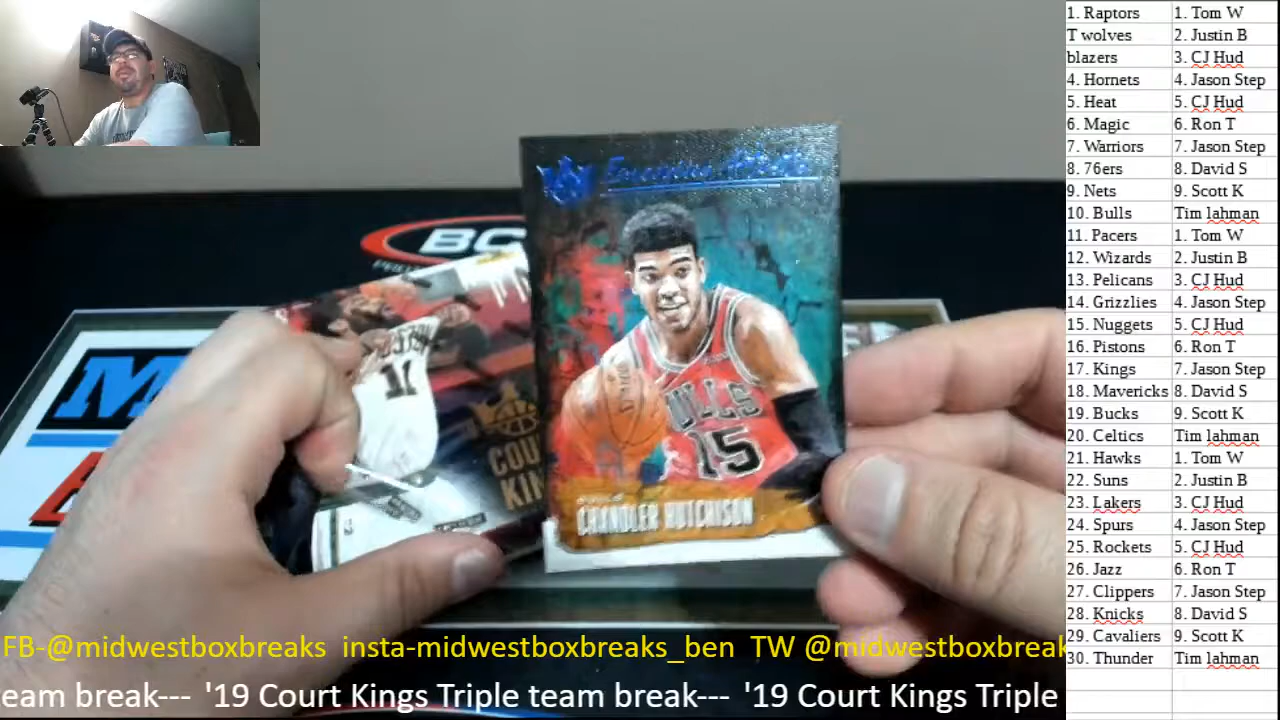 1. Raptors 1. Tom W
T wolves 2. Justin B
blazers 3. CJ Hud
4. Hornets 4. Jason Step
5. Heat 5. CJ Hud
6. Magic 6. Ron T
7. Warriors 7. Jason Step
8. 76ers 8. David S
9. Nets 9. Scott K
10. Bulls Tim lahman
11. Pacers 1. Tom W
12. Wizards 2. Justin B
13. Pelicans 3. CJ Hud
14. Grizzlies 4. Jason Step
15. Nuggets 5. CJ Hud
16. Pistons 6. Ron T
17. Kings 7. Jason Step
18. Mavericks 8. David S
19. Bucks 9. Scott K
20. Celtics Tim lahman
21. Hawks 1. Tom W
22. Suns 2. Justin B
23. Lakers 3. CJ Hud
24. Spurs 4. Jason Step
25. Rockets 5. CJ Hud
26. Jazz 6. Ron T
27. Clippers 7. Jason Step
28. Knicks 8. David S
29. Cavaliers 9. Scott K
30. Thunder Tim lahman
BC
11
COU
KIN
BULLS
15
CHANDLER HUTCHISON
FB-@midwestboxbreaks insta-midwestboxbreaks_ben TW @midwestboxbreak
eam break--- '19 Court Kings Triple team break--- '19 Court Kings Triple